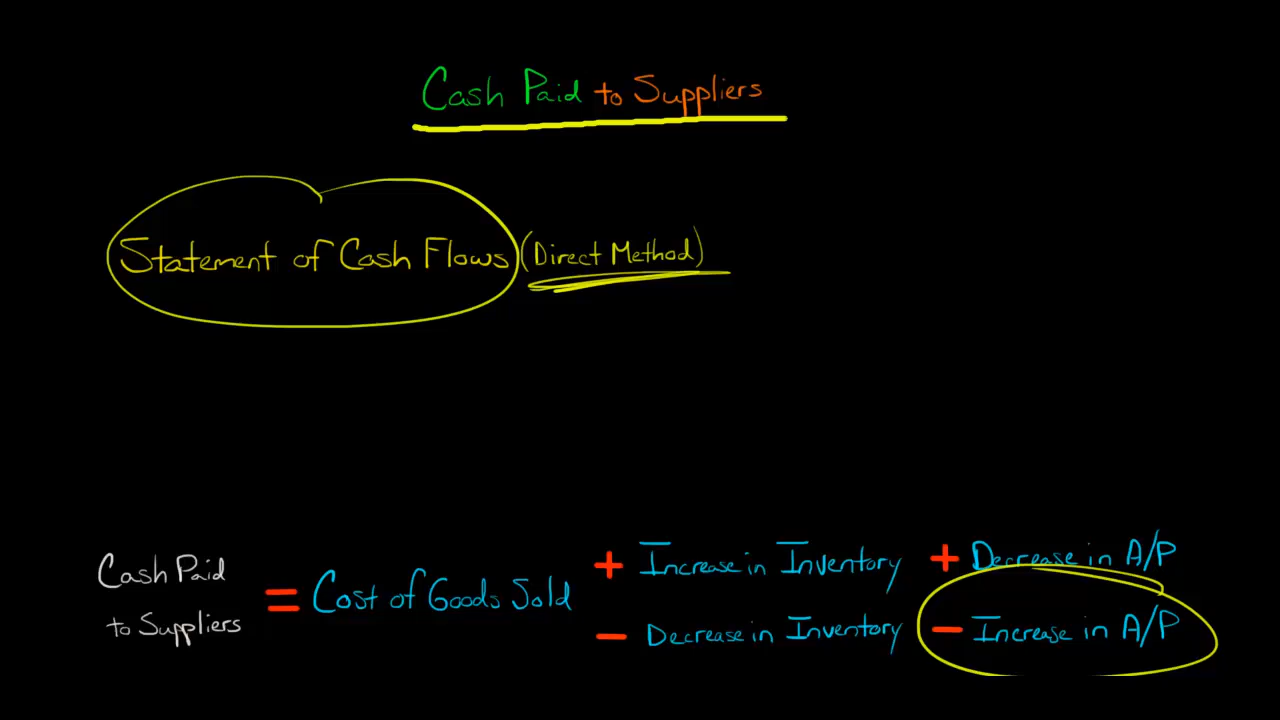 Cash Paid to Suppliers
Statement of Cash Flows (Direct Method)
Cash Paid to Suppliers = Cost of Goods Sold
+ Increase in Inventory + Decrease in A/P
- Decrease in Inventory - Increase in A/P